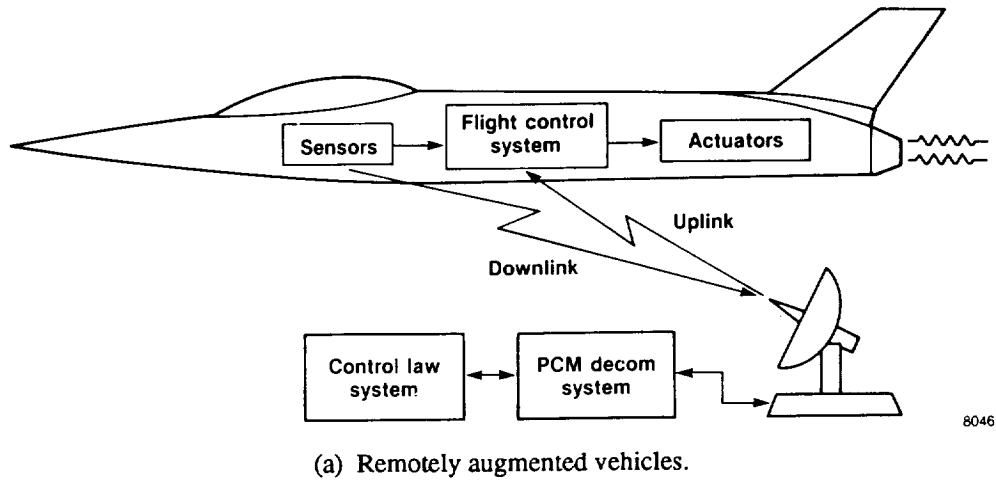 Sensors
Flight control
system
Actuators
Uplink
Downlink
Control law
system
PCM decom
system
8046
(a) Remotely augmented vehicles.